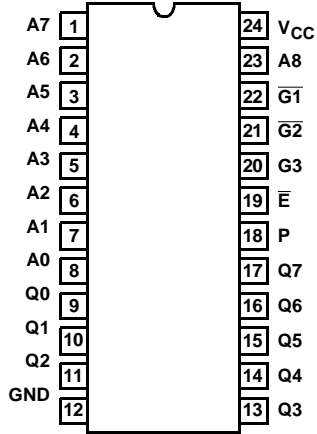 A7 1 24 VCC
A6 2 23 A8
A5 3 22 G1
A4 4 21 G2
A3 5 20 G3
A2 6 19 E
A1 7 18 P
A0 8 17 Q7
Q0 9 16 Q6
Q1 10 15 Q5
Q2 11 14 Q4
GND 12 13 Q3